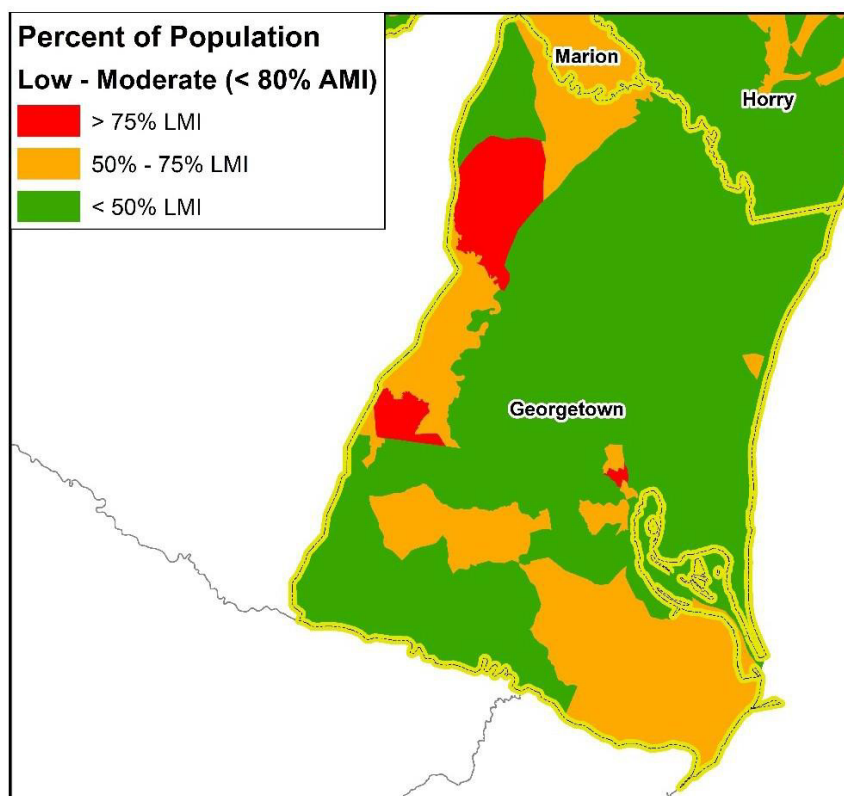 Percent of Population
Low - Moderate (< 80% AMI)
> 75% LMI
50% - 75% LMI
< 50% LMI
Marion
Horry
Georgetown